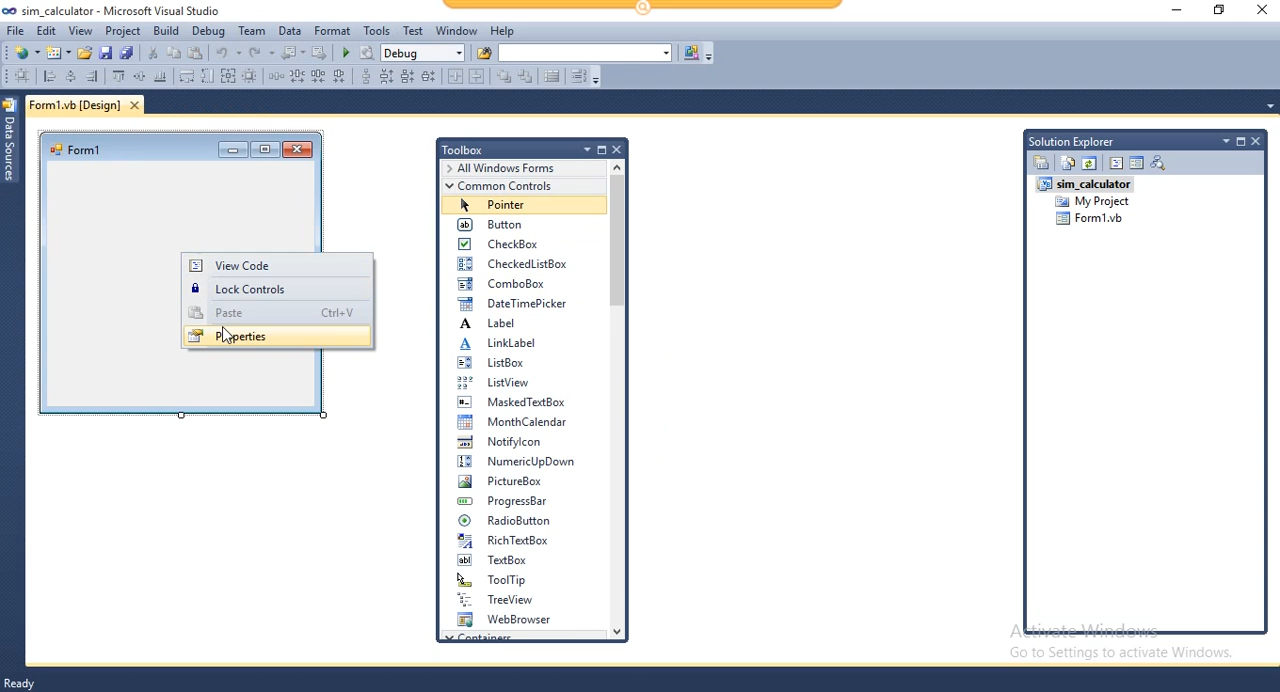 sim_calculator - Microsoft Visual Studio
File Edit View Project Build Debug Team Data Format Tools Test Window Help
Debug
Form1.vb [Design]
Data Sources
Form1
View Code
Lock Controls
Paste Ctrl+V
Properties
Toolbox
All Windows Forms
Common Controls
Pointer
Button
CheckBox
CheckedListBox
ComboBox
DateTimePicker
Label
LinkLabel
ListBox
ListView
MaskedTextBox
MonthCalendar
NotifyIcon
NumericUpDown
PictureBox
ProgressBar
RadioButton
RichTextBox
TextBox
ToolTip
TreeView
WebBrowser
Containers
Solution Explorer
sim_calculator
My Project
Form1.vb
Activate Windows
Go to Settings to activate Windows.
Ready